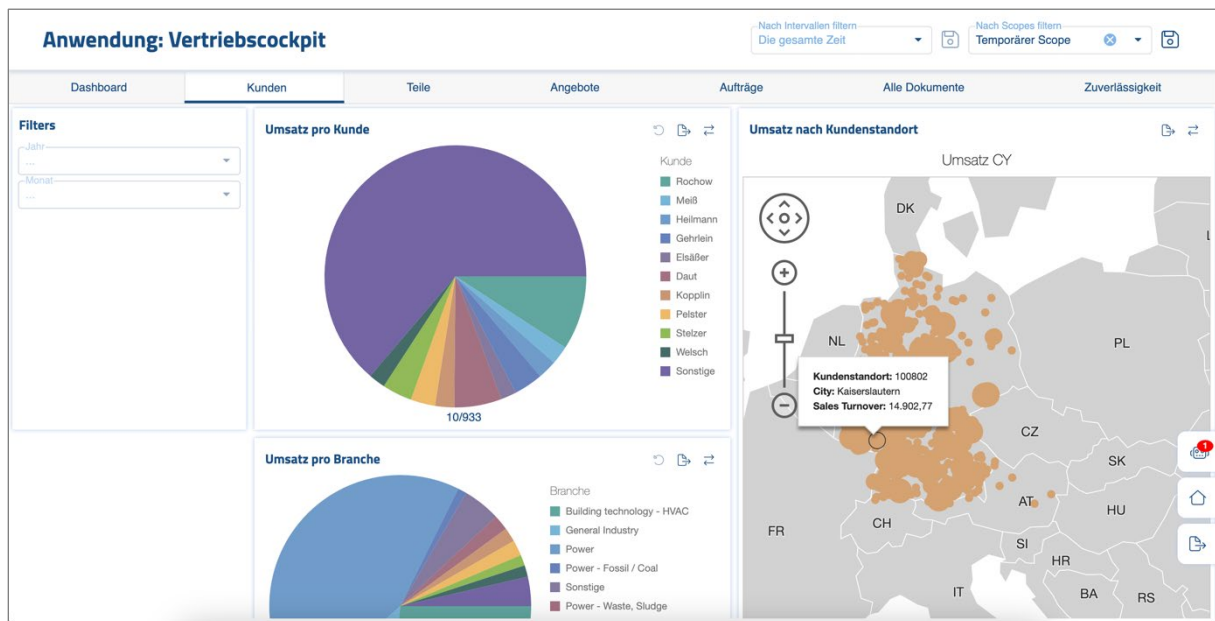 Anwendung: Vertriebscockpit
Nach Intervallen filtern
Die gesamte Zeit
Nach Scopes filtern
Temporärer Scope
Dashboard
Kunden
Teile
Angebote
Aufträge
Alle Dokumente
Zuverlässigkeit
Filters
Jahr
...
Monat
...
Umsatz pro Kunde
Kunde
Rochow
Meiß
Heilmann
Gehrlein
Elsäßer
Daut
Kopplin
Pelster
Stelzer
Welsch
Sonstige
10/933
Umsatz pro Branche
Branche
Building technology - HVAC
General Industry
Power
Power - Fossil / Coal
Sonstige
Power - Waste, Sludge
Umsatz nach Kundenstandort
Umsatz CY
DK
NL
PL
Kundenstandort: 100802
City: Kaiserslautern
Sales Turnover: 14.902,77
CZ
SK
AT
HU
FR
CH
SI
HR
IT
BA
RS
1